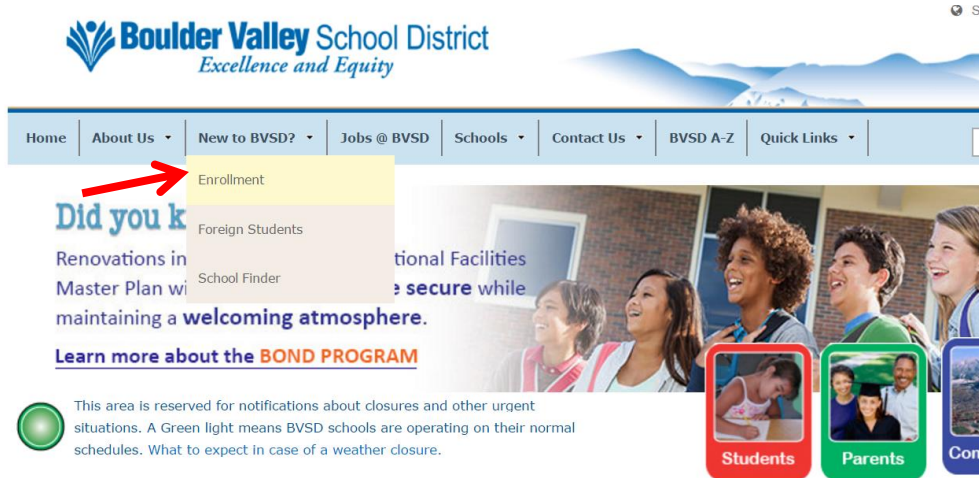 S
Boulder Valley School District
Excellence and Equity
Home About Us New to BVSD? Jobs @ BVSD Schools Contact Us BVSD A-Z Quick Links
Enrollment
Foreign Students
School Finder
Did you k
Renovations in tional Facilities
Master Plan wi e secure while
maintaining a welcoming atmosphere.
Learn more about the BOND PROGRAM
This area is reserved for notifications about closures and other urgent
situations. A Green light means BVSD schools are operating on their normal
schedules. What to expect in case of a weather closure.
Students
Parents
Com